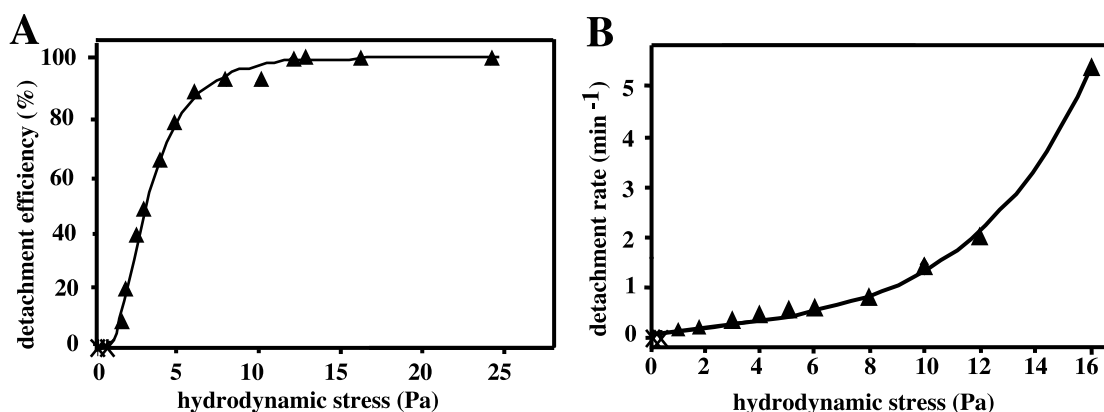 A
detachment efficiency (%)
100
80
60
40
20
0
0 5 10 15 20 25
hydrodynamic stress (Pa)
B
detachment rate (min -1)
5
4
3
2
1
0
0 2 4 6 8 10 12 14 16
hydrodynamic stress (Pa)